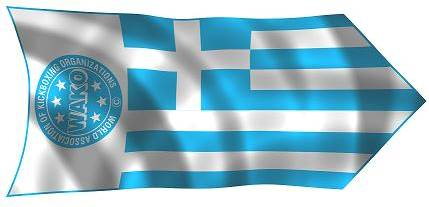 WORLD ASSOCIATION OF KICKBOXING ORGANIZATIONS
WAKO
©